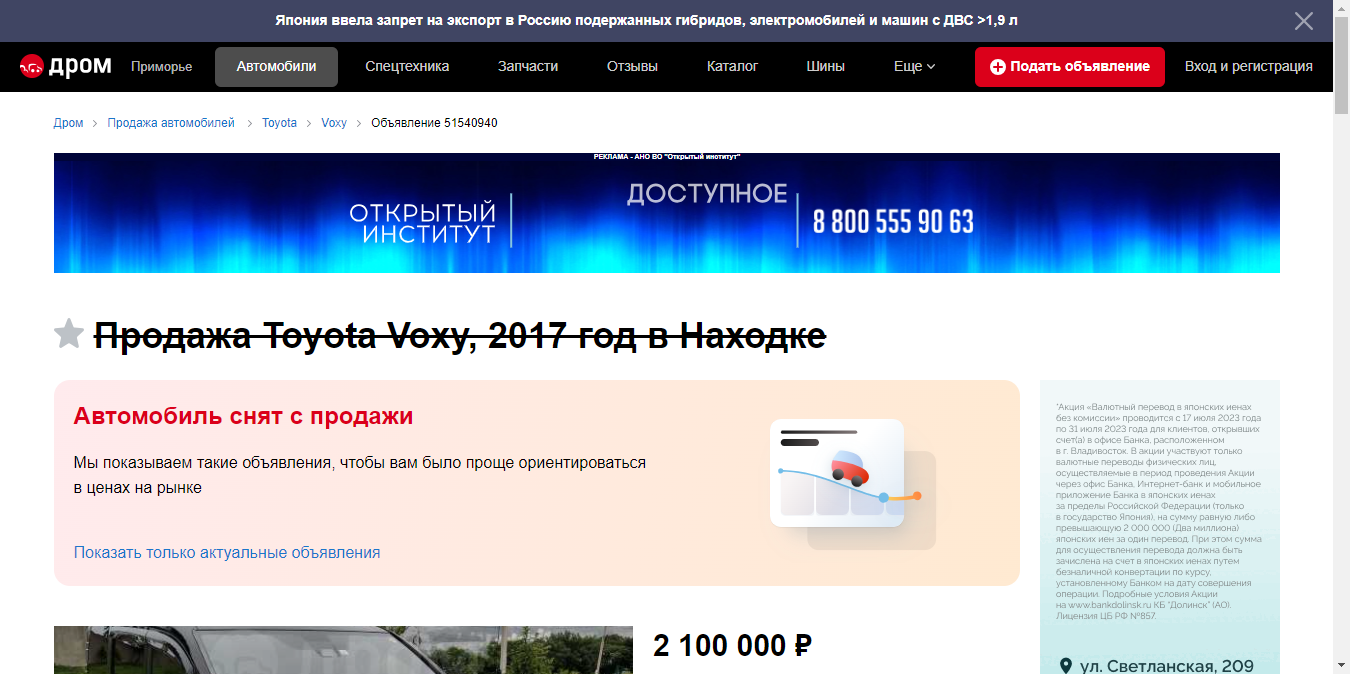 Япония ввела запрет на экспорт в Россию подержанных гибридов, электромобилей и машин с ДВС >1,9 л
дром Приморье Автомобили Спецтехника Запчасти Отзывы Каталог Шины Еще Подать объявление Вход и регистрация
Дром > Продажа автомобилей > Toyota > Voxy > Объявление 51540940
РЕКЛАМА - АНО ВО "Открытый институт"
ОТКРЫТЫЙ
ИНСТИТУТ
ДОСТУПНОЕ
8 800 555 90 63
Продажа Toyota Voxy, 2017 год в Находке
Автомобиль снят с продажи
Мы показываем такие объявления, чтобы вам было проще ориентироваться
в ценах на рынке
Показать только актуальные объявления
*Акция «Валютный перевод в японских иенах
без комиссии» проводится с 17 июля 2023 года
по 31 июля 2023 года для клиентов, открывших
счет(а) в офисе Банка, расположенном
в г. Владивосток. В акции участвуют только
валютные переводы физических лиц,
осуществляемые в период проведения Акции
через офис Банка, Интернет-банк и мобильное
приложение Банка в японских иенах
за пределы Российской Федерации (только
в государство Япония), на сумму равную либо
превышающую 2 000 000 (Два миллиона)
японских иен за один перевод. При этом сумма
для осуществления перевода должна быть
зачислена на счет в японских иенах путем
безналичной конвертации по курсу,
установленному Банком на дату совершения
операции. Подробные условия Акции
на www.bankdolinsk.ru КБ "Долинск" (АО).
Лицензия ЦБ РФ №857.
2 100 000 ₽
ул. Светланская, 209